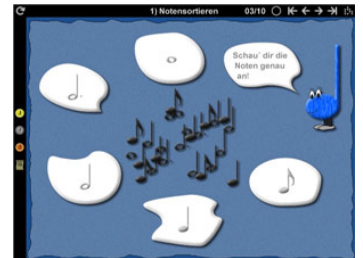 1) Notensortieren 03/10
Schau´ dir die
Noten genau
an!